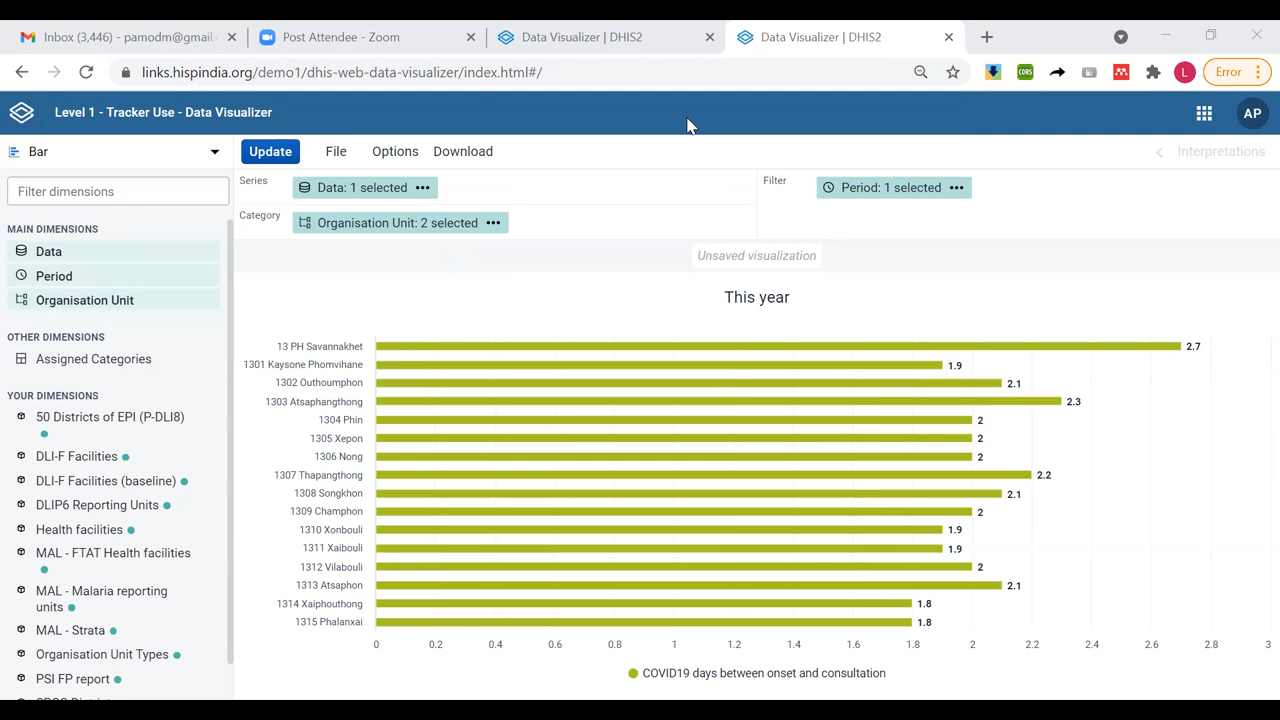 Inbox (3,446) - pamodm@gmail.
Post Attendee - Zoom
Data Visualizer | DHIS2
Data Visualizer | DHIS2
links.hispindia.org/demo1/dhis-web-data-visualizer/index.html#/
CORS
L
Error
Level 1 - Tracker Use - Data Visualizer
AP
Bar
Update
File
Options
Download
Interpretations
Filter dimensions
MAIN DIMENSIONS
Data
Period
Organisation Unit
OTHER DIMENSIONS
Assigned Categories
YOUR DIMENSIONS
50 Districts of EPI (P-DLI8)
DLI-F Facilities
DLI-F Facilities (baseline)
DLIP6 Reporting Units
Health facilities
MAL - FTAT Health facilities
MAL - Malaria reporting
units
MAL - Strata
Organisation Unit Types
PSI FP report
Series
Data: 1 selected
Category
Organisation Unit: 2 selected
Filter
Period: 1 selected
Unsaved visualization
This year
13 PH Savannakhet 2.7
1301 Kaysone Phomvihane 1.9
1302 Outhoumphon 2.1
1303 Atsaphangthong 2.3
1304 Phin 2
1305 Xepon 2
1306 Nong 2
1307 Thapangthong 2.2
1308 Songkhon 2.1
1309 Champhon 2
1310 Xonbouli 1.9
1311 Xaibouli 1.9
1312 Vilabouli 2
1313 Atsaphon 2.1
1314 Xaiphouthong 1.8
1315 Phalanxai 1.8
0 0.2 0.4 0.6 0.8 1 1.2 1.4 1.6 1.8 2 2.2 2.4 2.6 2.8 3
COVID19 days between onset and consultation